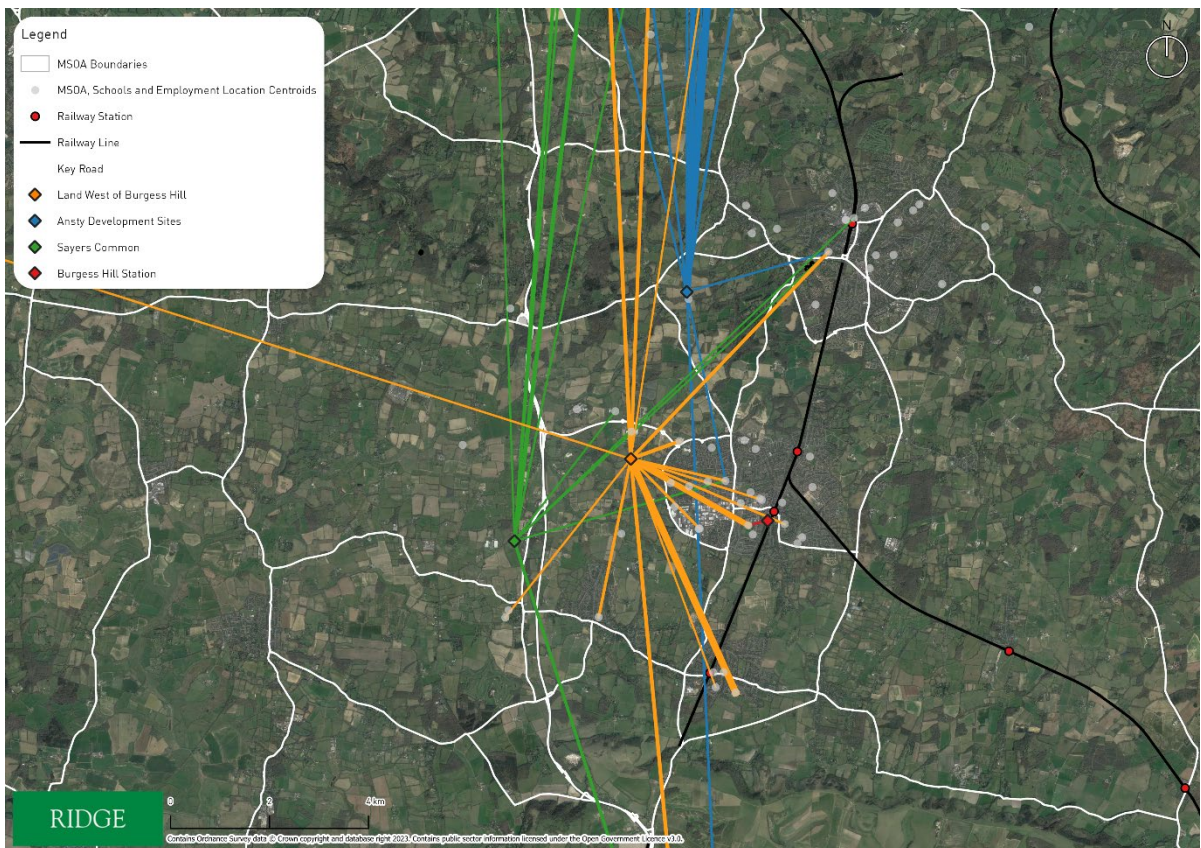 Legend
MSOA Boundaries
MSOA, Schools and Employment Location Centroids
Railway Station
Railway Line
Key Road
Land West of Burgess Hill
Ansty Development Sites
Sayers Common
Burgess Hill Station
N
RIDGE
0 2 4 km
Contains Ordnance Survey data © Crown copyright and database right 2023. Contains public sector information licensed under the Open Government Licence v3.0.